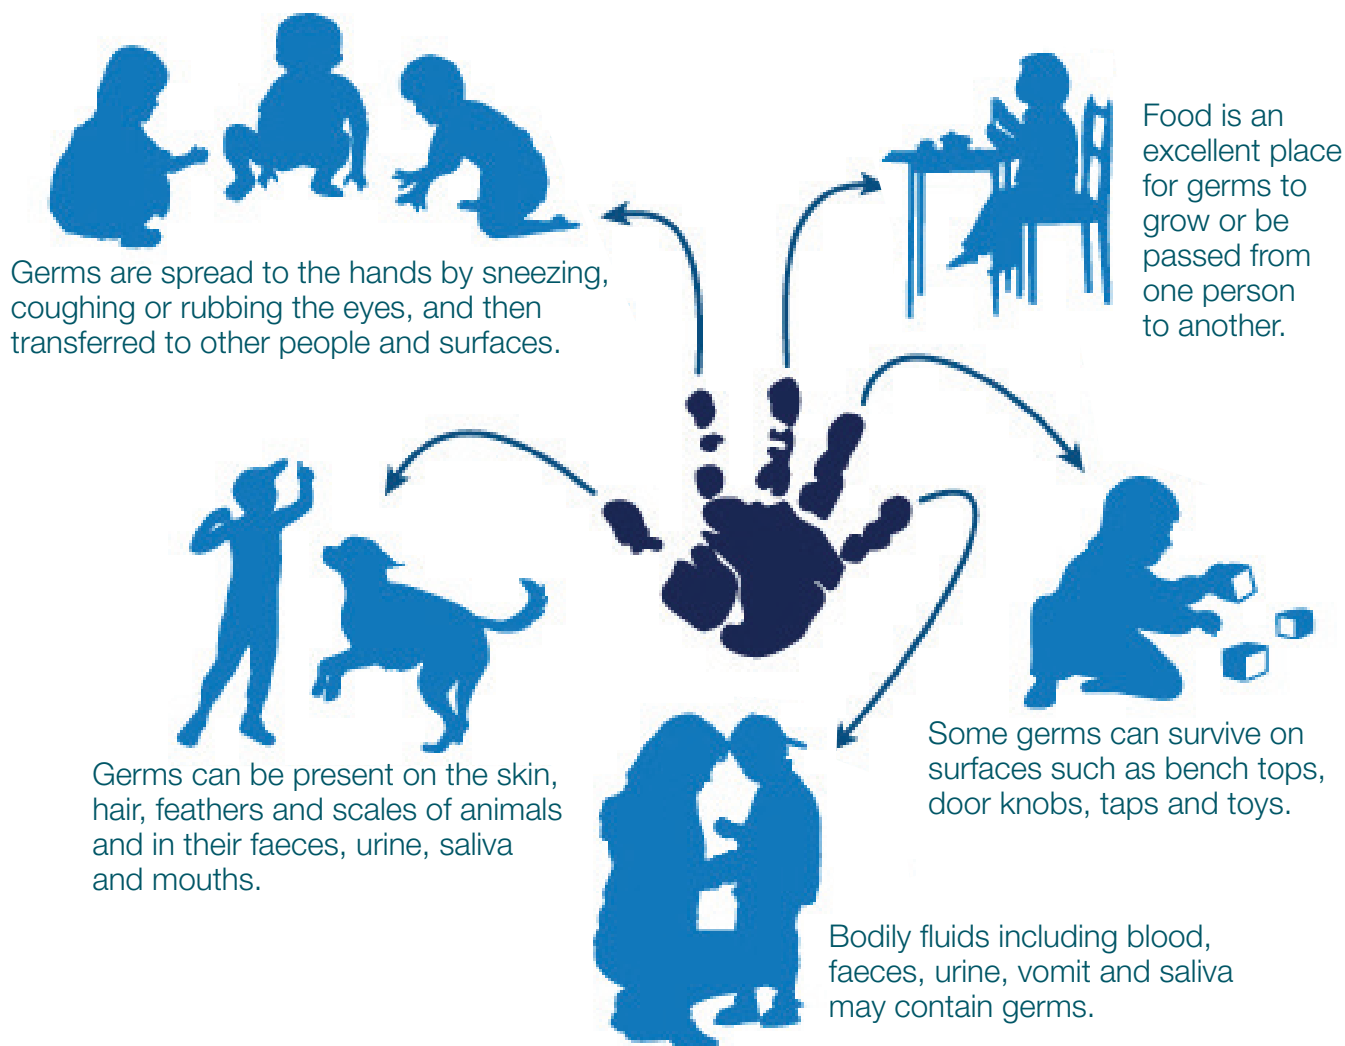 Germs are spread to the hands by sneezing,
coughing or rubbing the eyes, and then
transferred to other people and surfaces.
Food is an
excellent place
for germs to
grow or be
passed from
one person
to another.
Germs can be present on the skin,
hair, feathers and scales of animals
and in their faeces, urine, saliva
and mouths.
Some germs can survive on
surfaces such as bench tops,
door knobs, taps and toys.
Bodily fluids including blood,
faeces, urine, vomit and saliva
may contain germs.